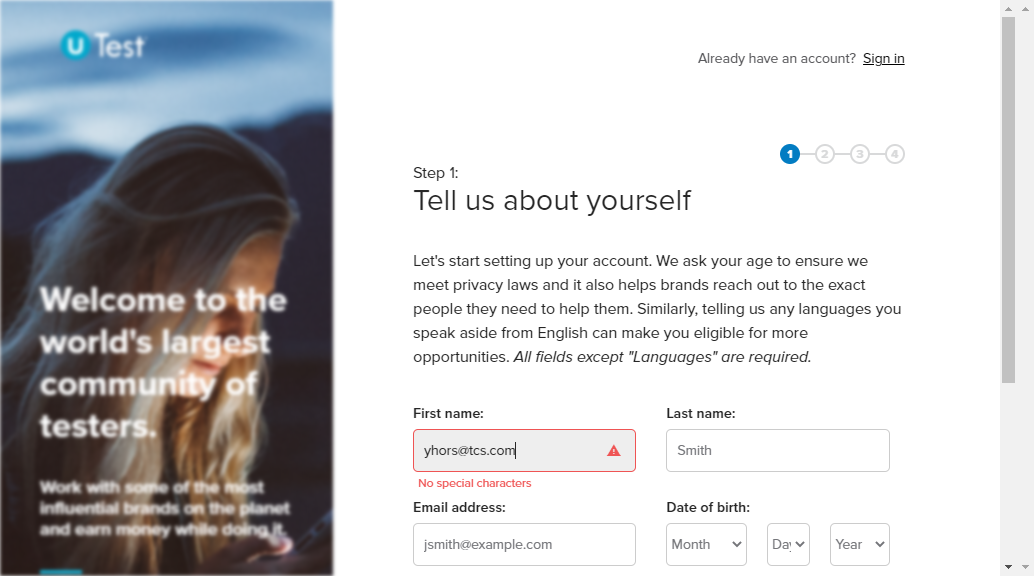 U Test
Already have an account? Sign in
1 2 3 4
Step 1:
Tell us about yourself
Let's start setting up your account. We ask your age to ensure we
meet privacy laws and it also helps brands reach out to the exact
people they need to help them. Similarly, telling us any languages you
speak aside from English can make you eligible for more
opportunities. All fields except "Languages" are required.
Welcome to the
world's largest
community of
testers.
Work with some of the most
influential brands on the planet
and earn money while doing it.
First name: Last name:
yhors@tcs.com Smith
No special characters
Email address: Date of birth:
jsmith@example.com Month Day Year